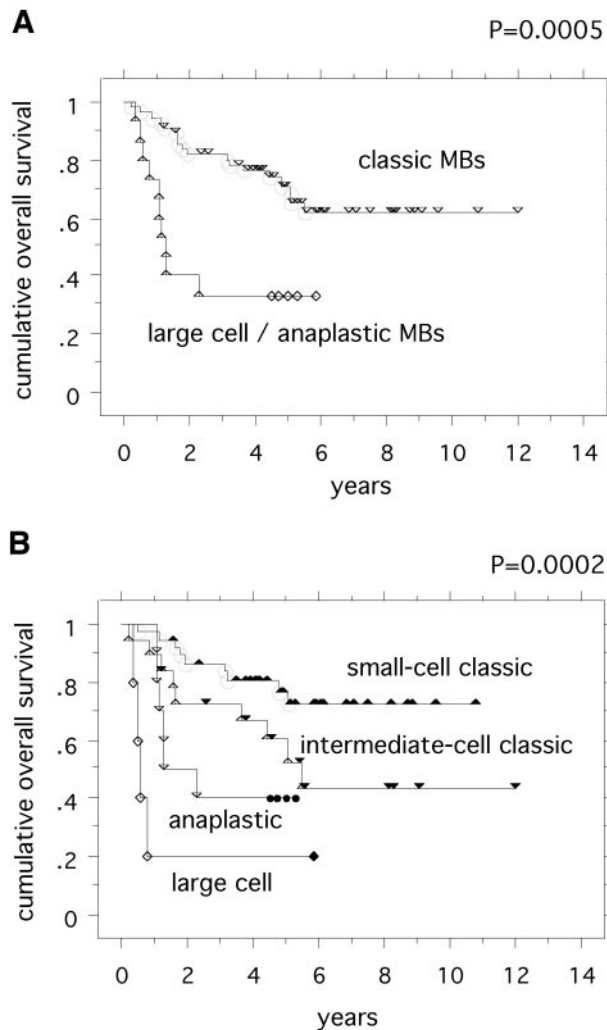 A
P=0.0005
cumulative overall survival
1
.8
.6
.4
.2
0
classic MBs
large cell / anaplastic MBs
0 2 4 6 8 10 12 14
years
B
P=0.0002
cumulative overall survival
1
.8
.6
.4
.2
0
small-cell classic
intermediate-cell classic
anaplastic
large cell
0 2 4 6 8 10 12 14
years